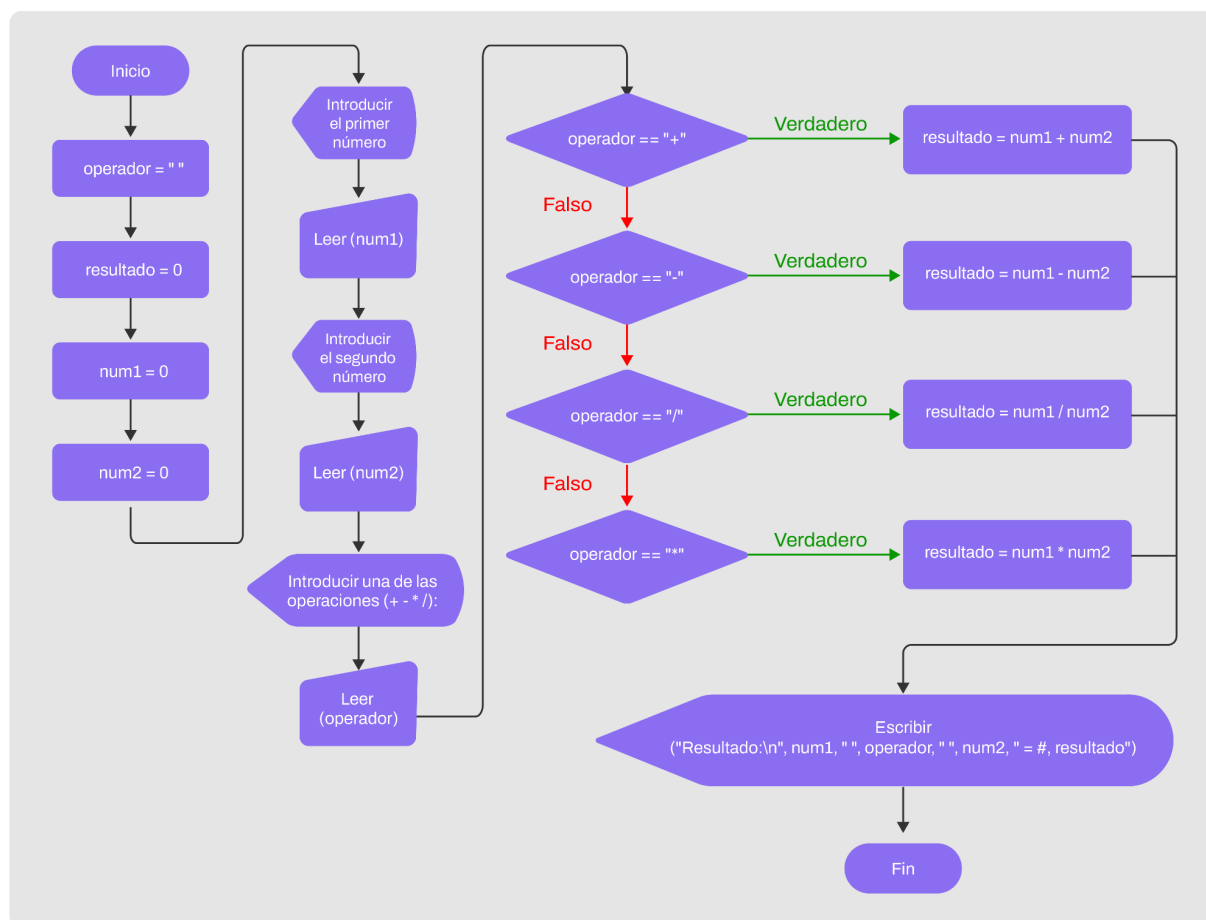 Inicio
operador = " "
resultado = 0
num1 = 0
num2 = 0
Introducir
el primer
número
Leer (num1)
Introducir
el segundo
número
Leer (num2)
Introducir una de las
operaciones (+ - * /):
Leer
(operador)
operador == "+"
Verdadero
resultado = num1 + num2
Falso
operador == "-"
Verdadero
resultado = num1 - num2
Falso
operador == "/"
Verdadero
resultado = num1 / num2
Falso
operador == "*"
Verdadero
resultado = num1 * num2
Escribir
("Resultado:\n", num1, " ", operador, " ", num2, " = #, resultado")
Fin